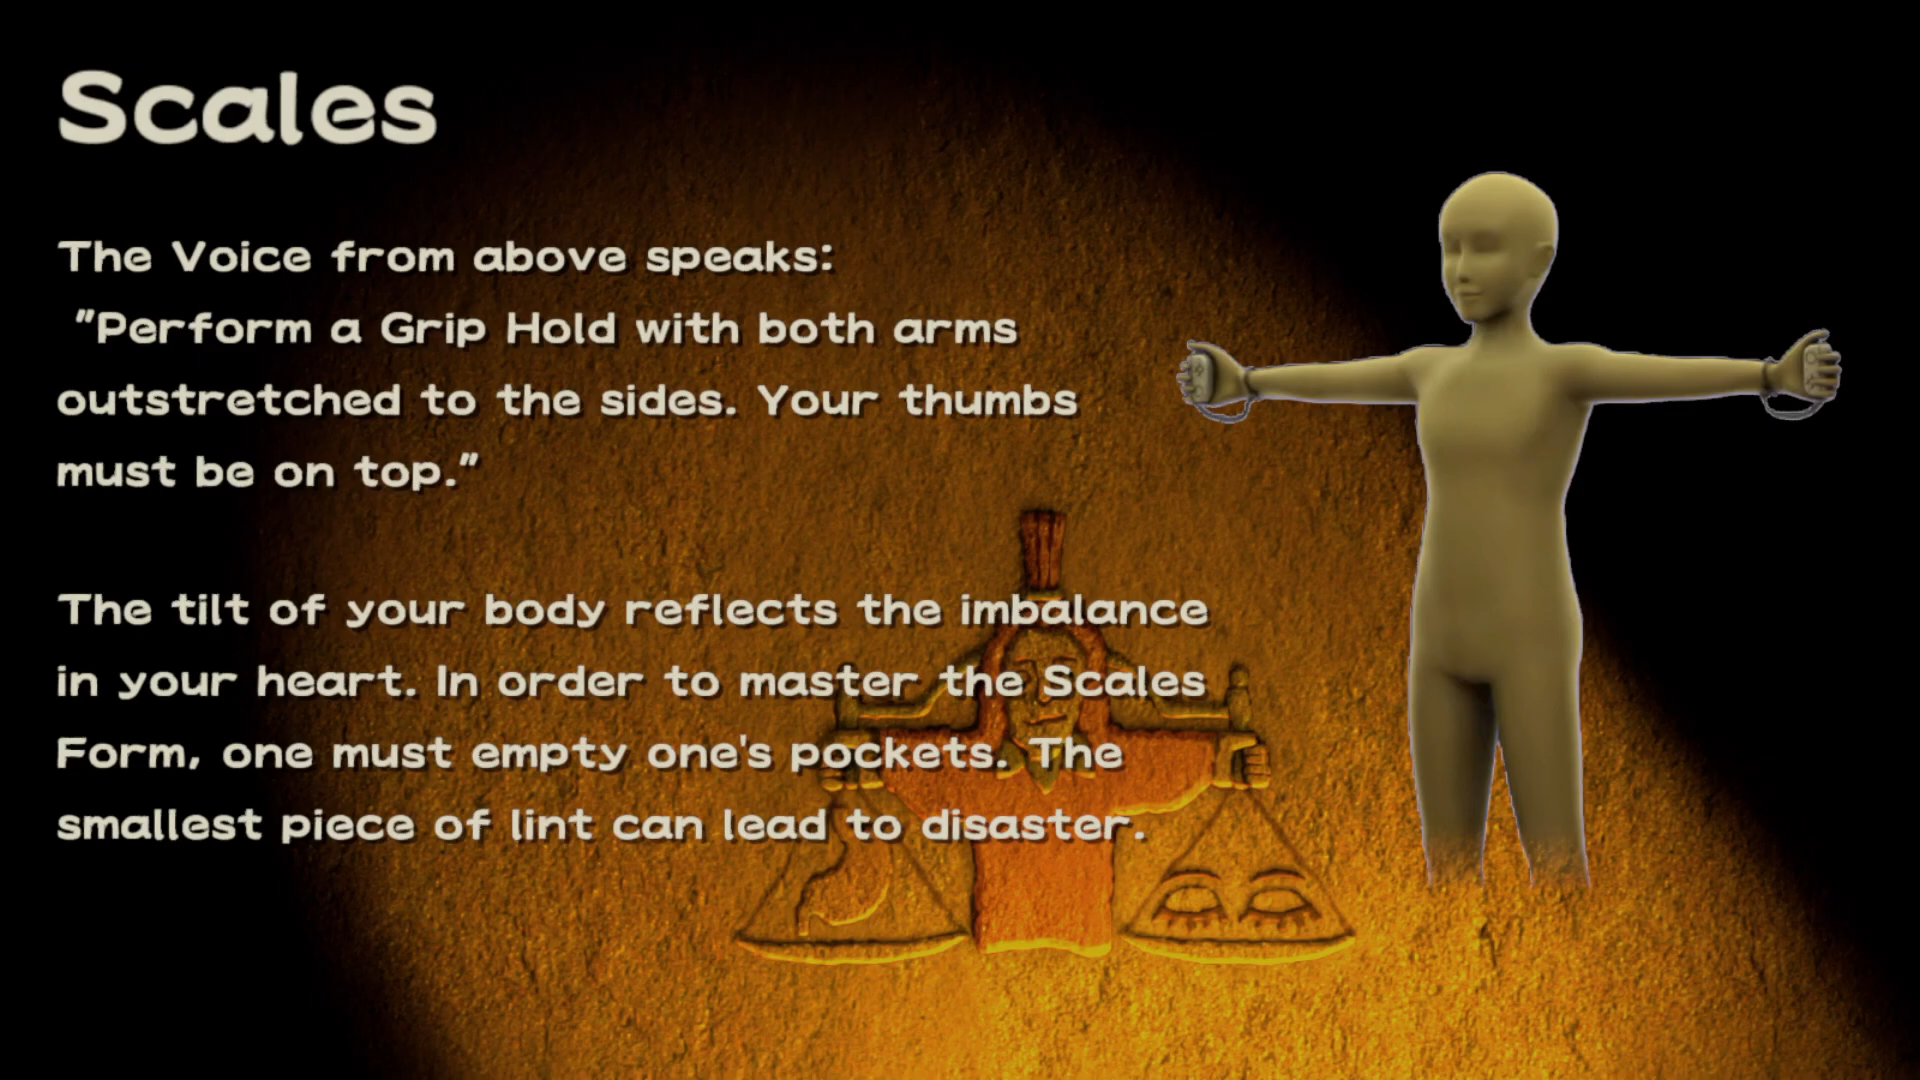 Scales
The Voice from above speaks:
"Perform a Grip Hold with both arms
outstretched to the sides. Your thumbs
must be on top."
The tilt of your body reflects the imbalance
in your heart. In order to master the Scales
Form, one must empty one's pockets. The
smallest piece of lint can lead to disaster.